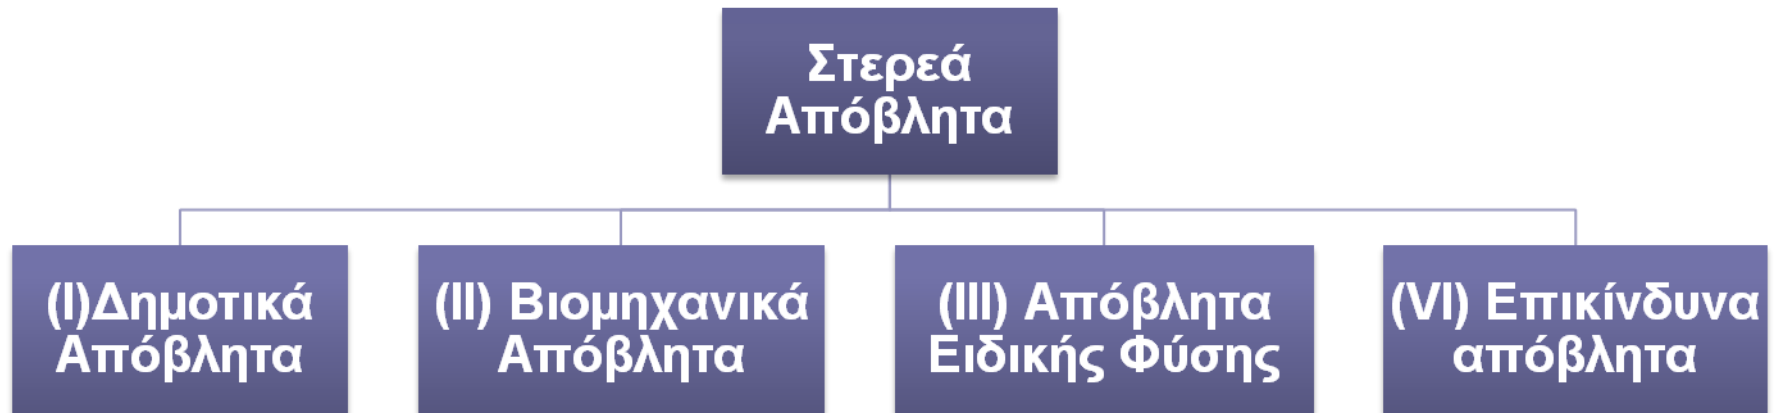 Στερεά
Απόβλητα
(I)Δημοτικά
Απόβλητα
(II) Βιομηχανικά
Απόβλητα
(III) Απόβλητα
Ειδικής Φύσης
(VI) Επικίνδυνα
απόβλητα